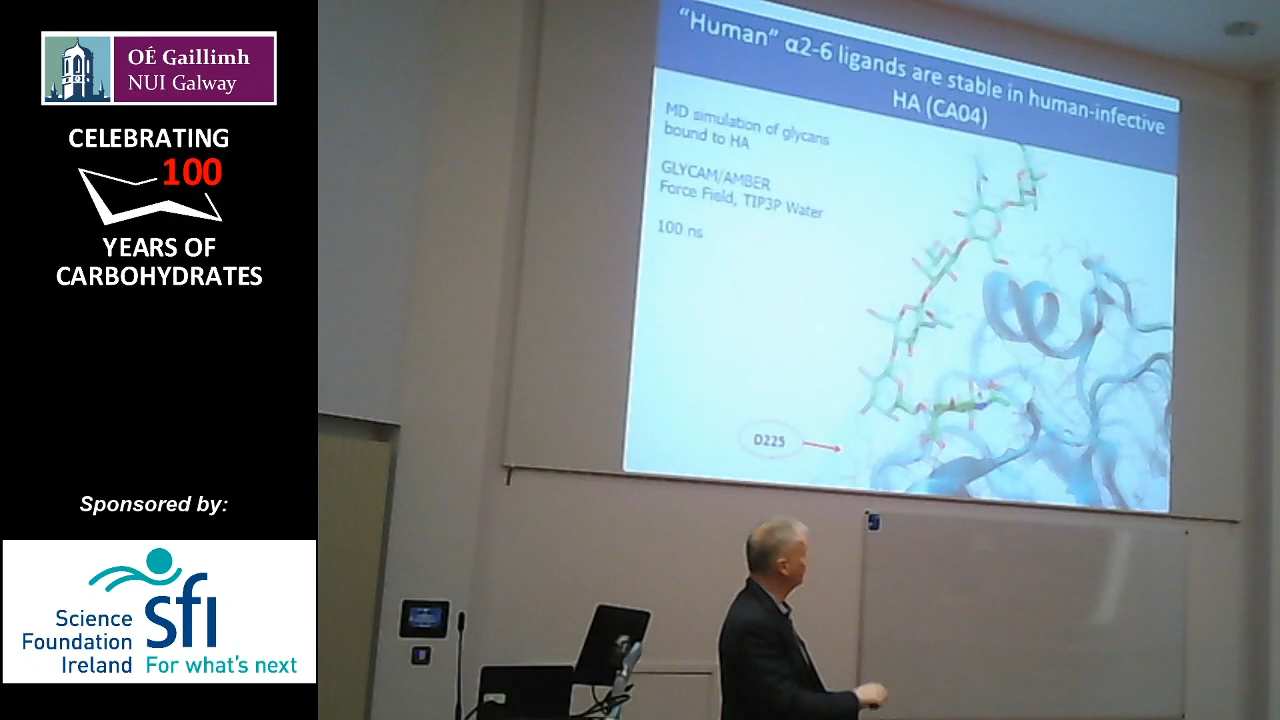 OÉ Gaillimh
NUI Galway
CELEBRATING
100
YEARS OF
CARBOHYDRATES
Sponsored by:
Science
Foundation
Ireland
sfi
For what's next
"Human" α2-6 ligands are stable in human-infective
HA (CA04)
MD simulation of glycans
bound to HA
GLYCAM/AMBER
Force Field, TIP3P Water
100 ns
D225